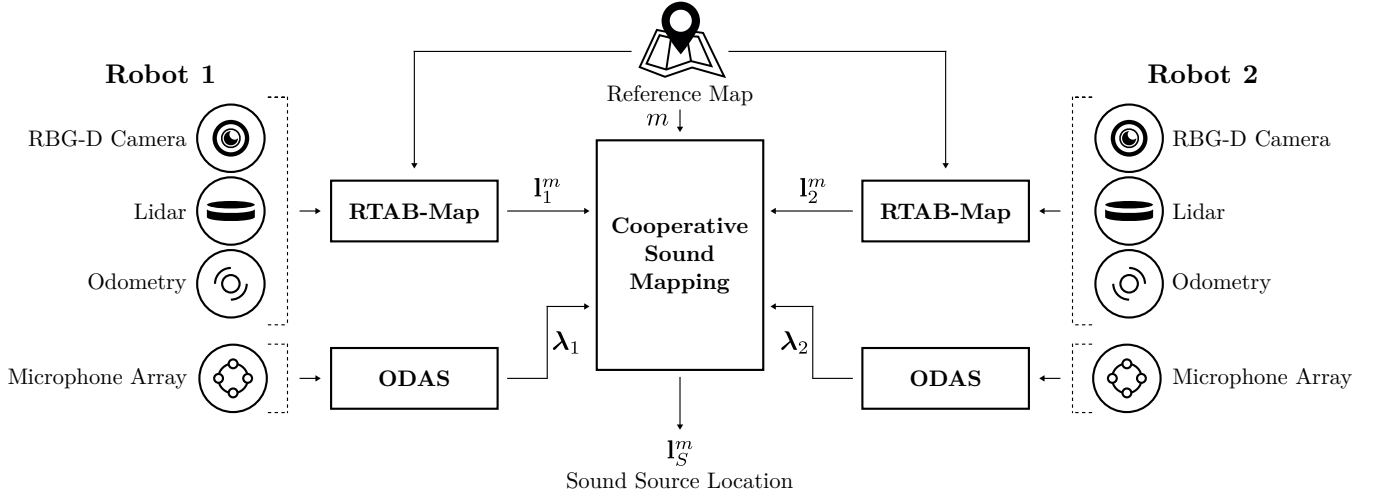 Robot 1
Robot 2
Reference Map
m
RBG-D Camera
RBG-D Camera
Lidar
RTAB-Map
l₁ᵐ
Cooperative
Sound
Mapping
l₂ᵐ
RTAB-Map
Lidar
Odometry
Odometry
λ₁
λ₂
Microphone Array
ODAS
ODAS
Microphone Array
lₛᵐ
Sound Source Location